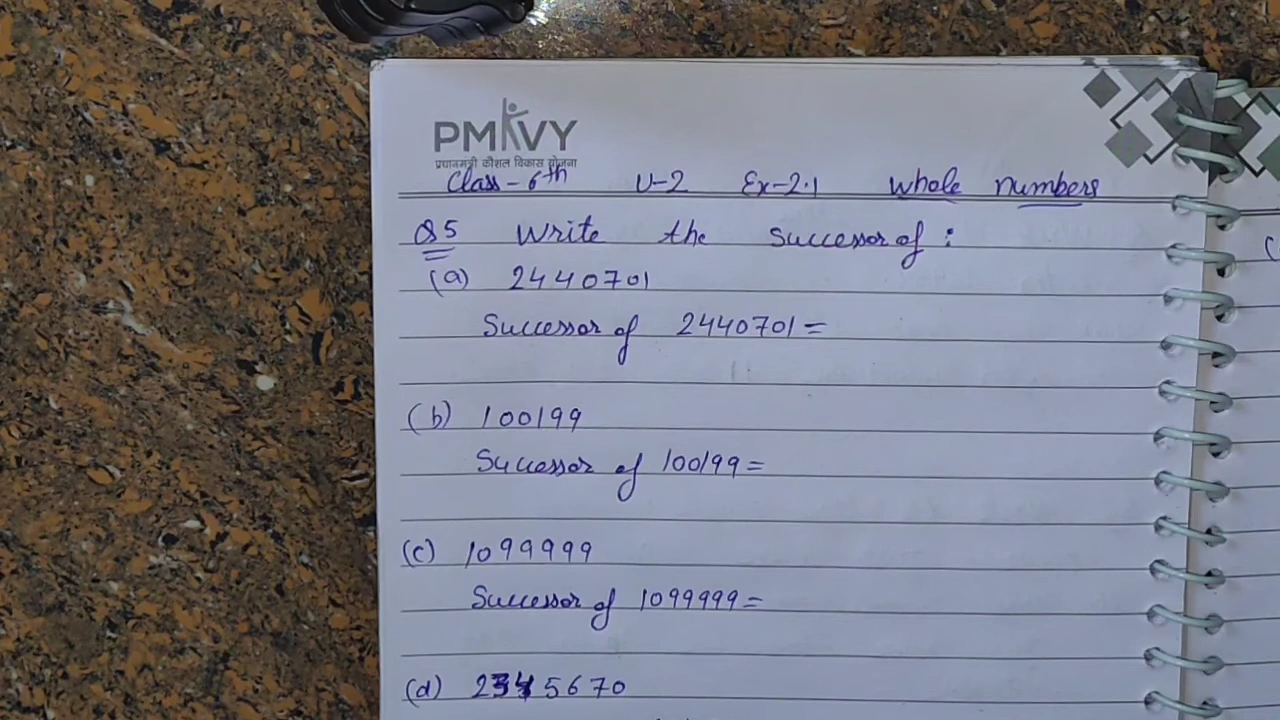 PMKVY
प्रधानमंत्री कौशल विकास योजना
Class-6th U-2 Ex-2.1 Whole numbers
Q5 Write the Successor of :
(a) 2440701
Successor of 2440701 =
(b) 100199
Successor of 100199 =
(c) 1099999
Successor of 1099999 =
(d) 2345670